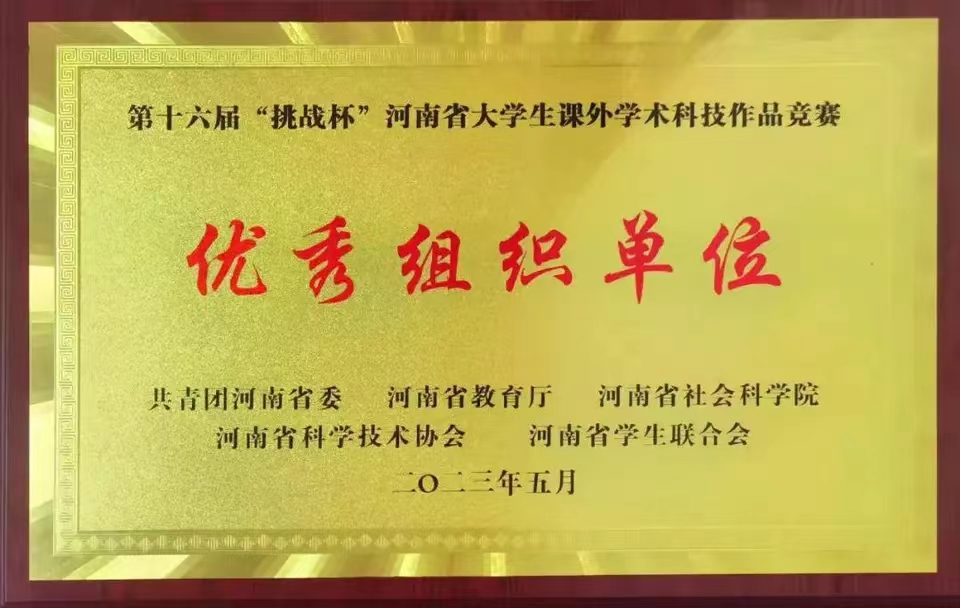 第十六届“挑战杯”河南省大学生课外学术科技作品竞赛
优秀组织单位
共青团河南省委 河南省教育厅 河南省社会科学院
河南省科学技术协会 河南省学生联合会
二〇二三年五月